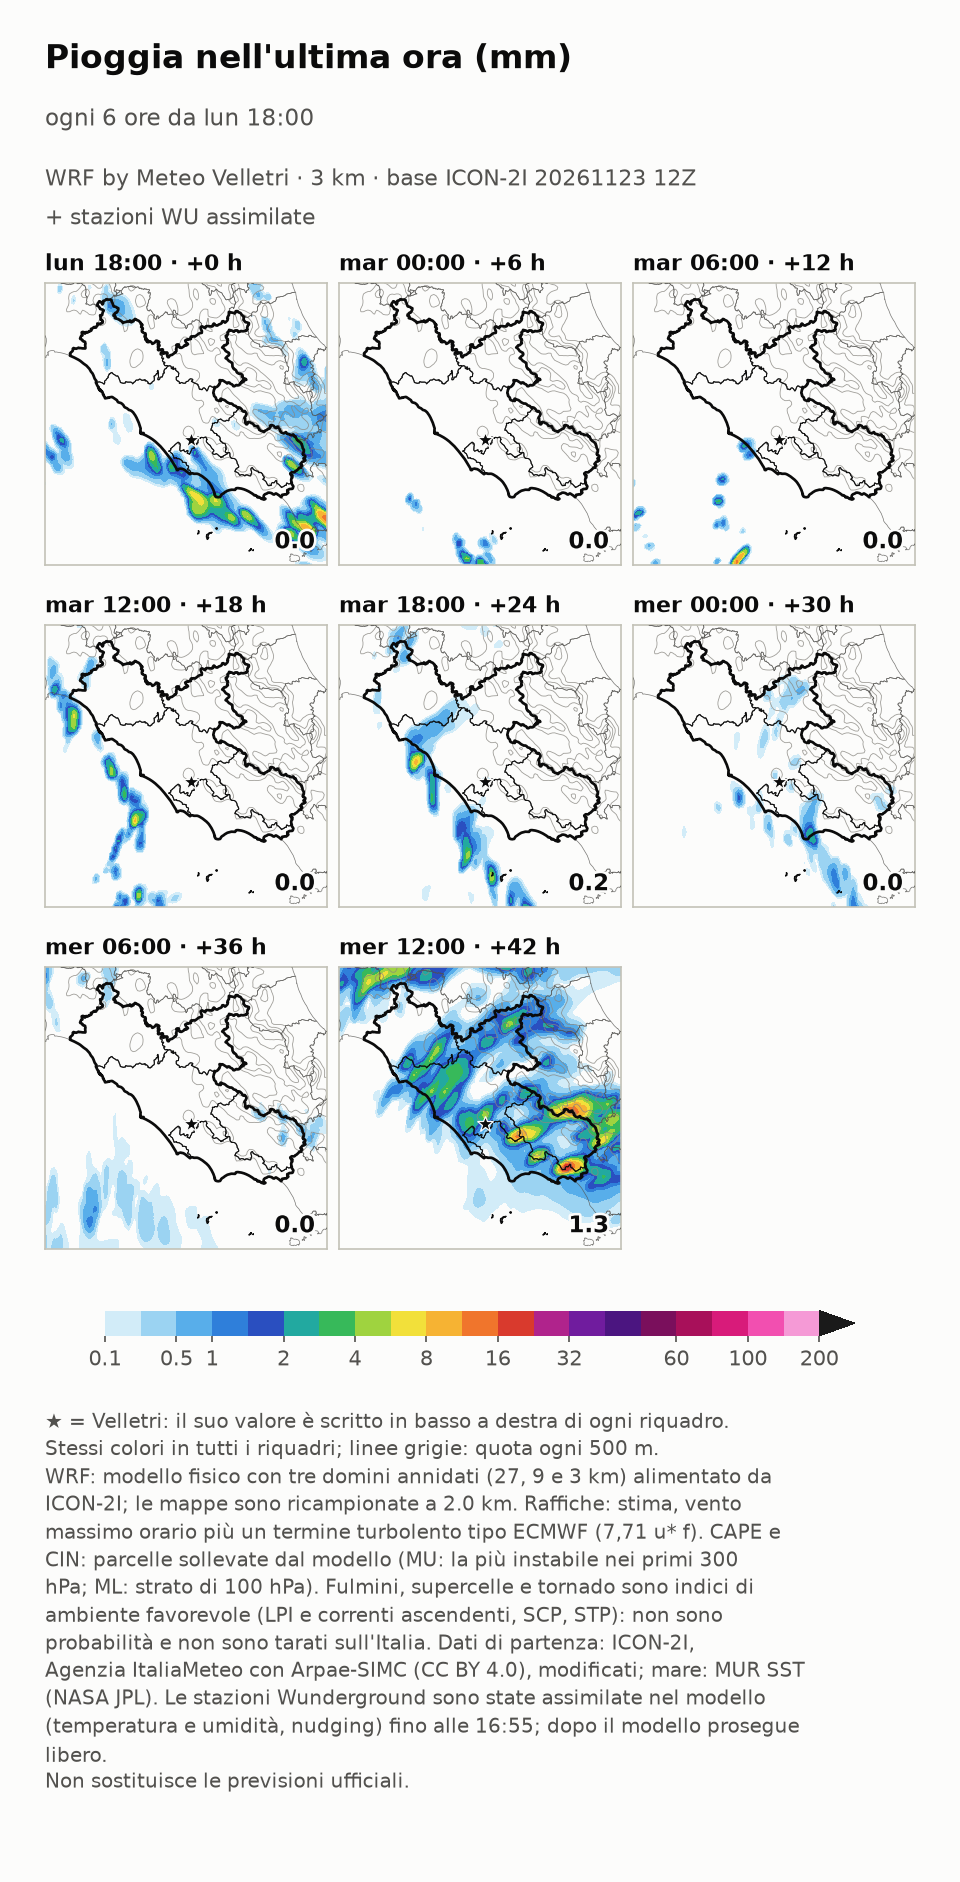 Pioggia nell'ultima ora (mm)
ogni 6 ore da lun 18:00
WRF by Meteo Velletri · 3 km · base ICON-2I 20261123 12Z
+ stazioni WU assimilate
lun 18:00 · +0 h
mar 00:00 · +6 h
mar 06:00 · +12 h
0.0
0.0
0.0
mar 12:00 · +18 h
mar 18:00 · +24 h
mer 00:00 · +30 h
0.0
0.2
0.0
mer 06:00 · +36 h
mer 12:00 · +42 h
0.0
1.3
0.1 0.5 1 2 4 8 16 32 60 100 200
★ = Velletri: il suo valore è scritto in basso a destra di ogni riquadro.
Stessi colori in tutti i riquadri; linee grigie: quota ogni 500 m.
WRF: modello fisico con tre domini annidati (27, 9 e 3 km) alimentato da
ICON-2I; le mappe sono ricampionate a 2.0 km. Raffiche: stima, vento
massimo orario più un termine turbolento tipo ECMWF (7,71 u* f). CAPE e
CIN: parcelle sollevate dal modello (MU: la più instabile nei primi 300
hPa; ML: strato di 100 hPa). Fulmini, supercelle e tornado sono indici di
ambiente favorevole (LPI e correnti ascendenti, SCP, STP): non sono
probabilità e non sono tarati sull'Italia. Dati di partenza: ICON-2I,
Agenzia ItaliaMeteo con Arpae-SIMC (CC BY 4.0), modificati; mare: MUR SST
(NASA JPL). Le stazioni Wunderground sono state assimilate nel modello
(temperatura e umidità, nudging) fino alle 16:55; dopo il modello prosegue
libero.
Non sostituisce le previsioni ufficiali.